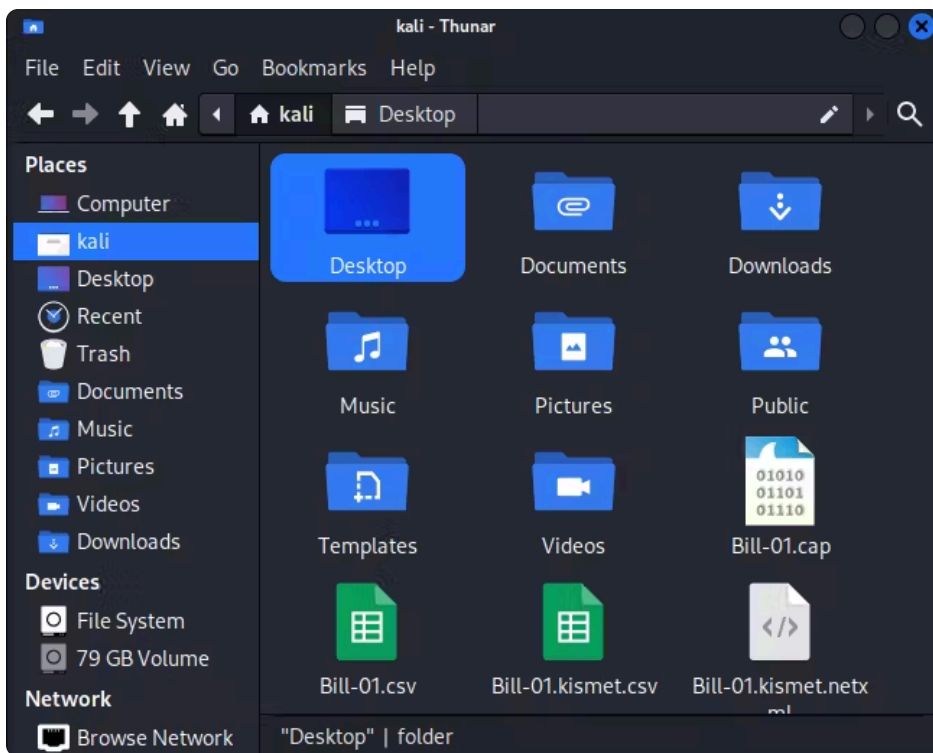 kali - Thunar
File Edit View Go Bookmarks Help
kali Desktop
Places
Computer
kali
Desktop
Recent
Trash
Documents
Music
Pictures
Videos
Downloads
Devices
File System
79 GB Volume
Network
Browse Network
Desktop Documents Downloads
Music Pictures Public
01010
01101
01110
Templates Videos Bill-01.cap
</>
Bill-01.csv Bill-01.kismet.csv Bill-01.kismet.netx
ml
"Desktop" | folder